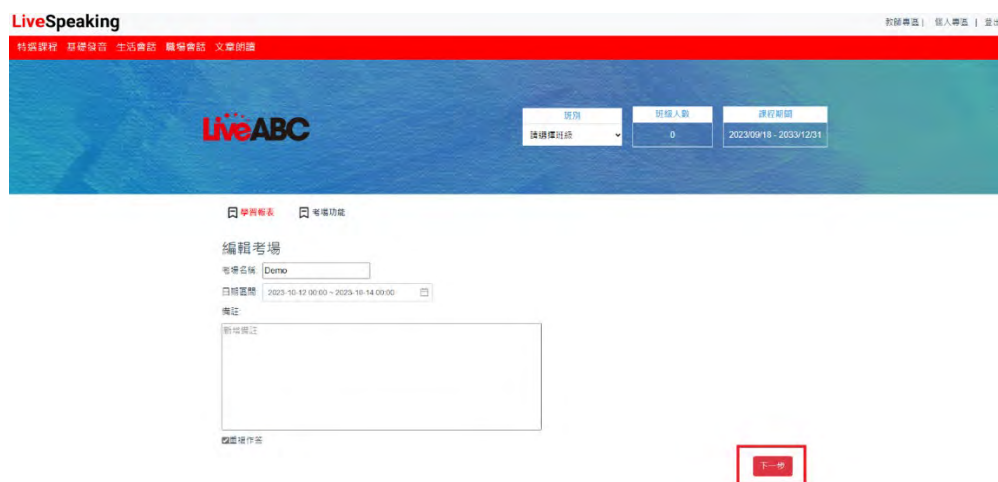 LiveSpeaking
教師專區 | 個人專區 | 登出
特選課程 基礎發音 生活會話 職場會話 文章朗讀
LiveABC
班別 班級人數 課程期間
請選擇班級 0 2023/09/18 - 2033/12/31
學習報表 考場功能
編輯考場
考場名稱: Demo
日期區間: 2023-10-12 00:00 ~ 2023-10-14 00:00
備註:
新增備註
重複作答
下一步